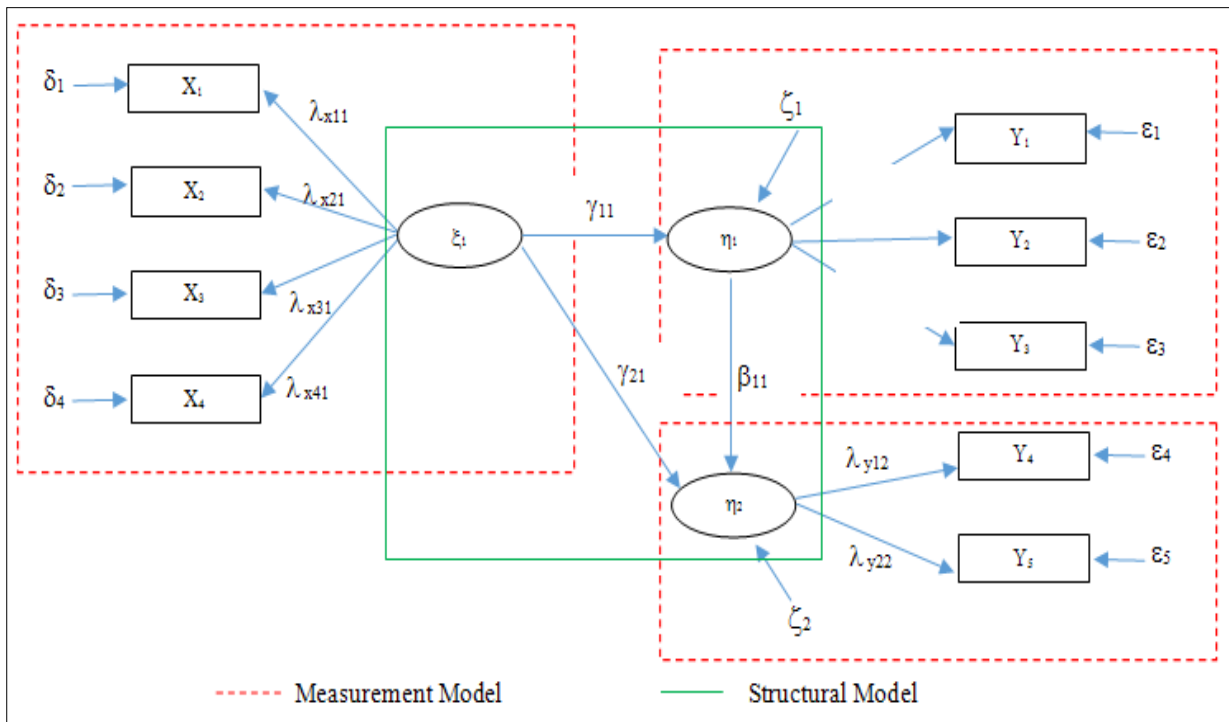 δ1
X1
λx11
δ2
X2
λx21
δ3
X3
λx31
δ4
X4
λx41
ξ1
γ11
γ21
ζ1
η1
β11
η2
ζ2
Y1
ε1
Y2
ε2
Y3
ε3
λy12
Y4
ε4
λy22
Y5
ε5
Measurement Model
Structural Model